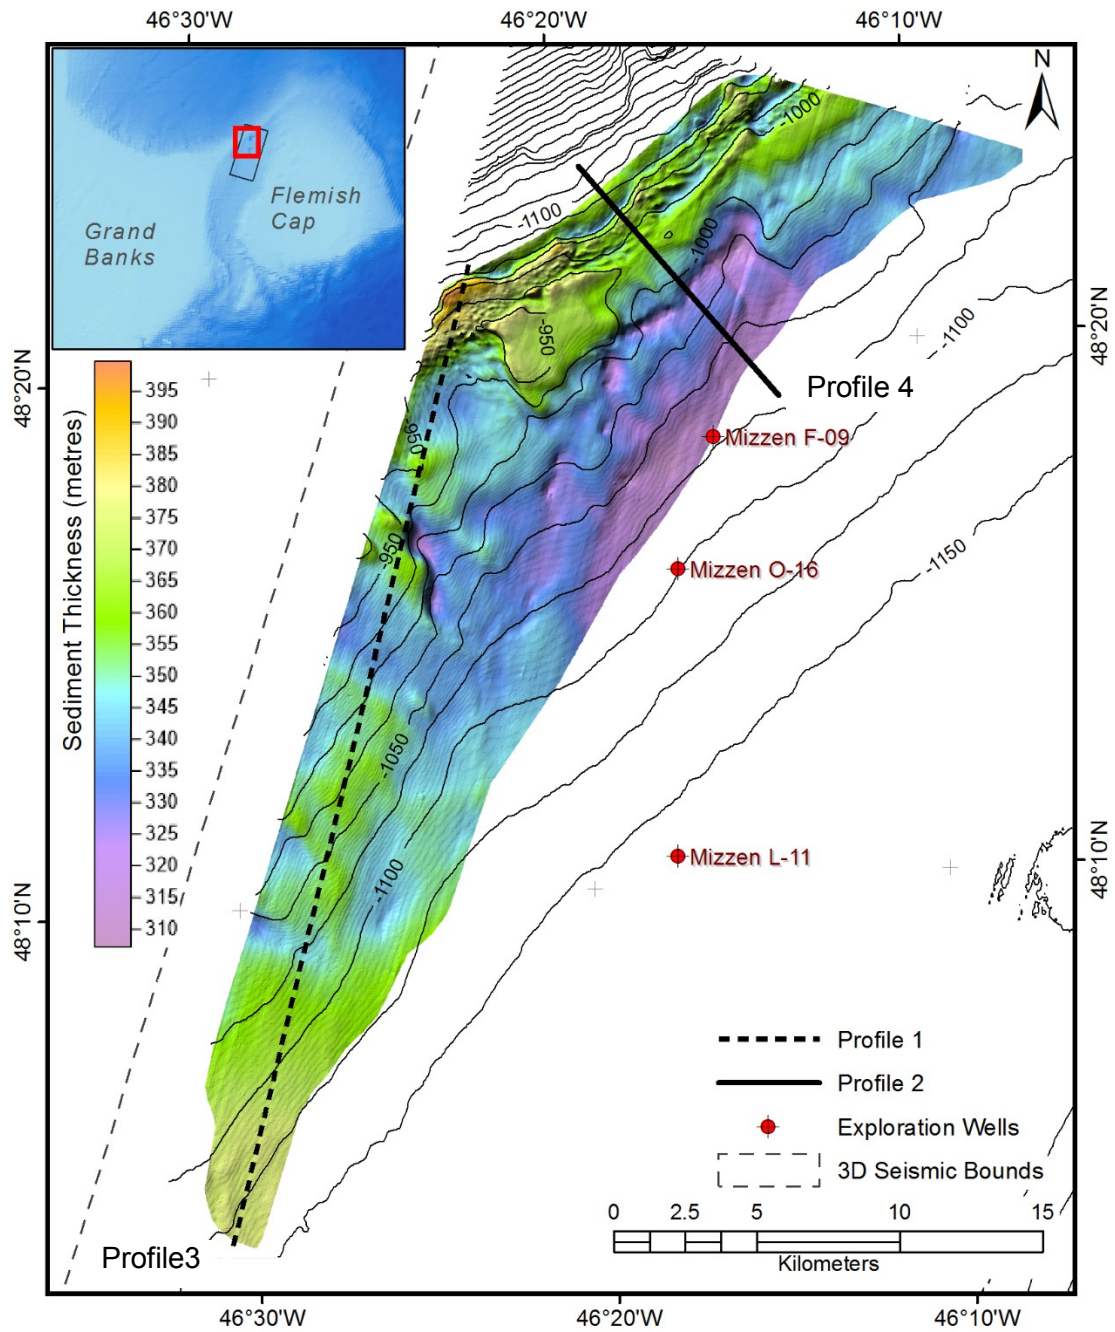 46°30'W
46°20'W
46°10'W
N
Grand
Banks
Flemish
Cap
-1000
-1100
-1000
-950
-950
-950
-1050
-1100
-1100
-1150
48°20'N
48°10'N
48°20'N
48°10'N
Sediment Thickness (metres)
395
390
385
380
375
370
365
360
355
350
345
340
335
330
325
320
315
310
Profile 4
Mizzen F-09
Mizzen O-16
Mizzen L-11
Profile3
Profile 1
Profile 2
Exploration Wells
3D Seismic Bounds
0 2.5 5 10 15
Kilometers
46°30'W
46°20'W
46°10'W